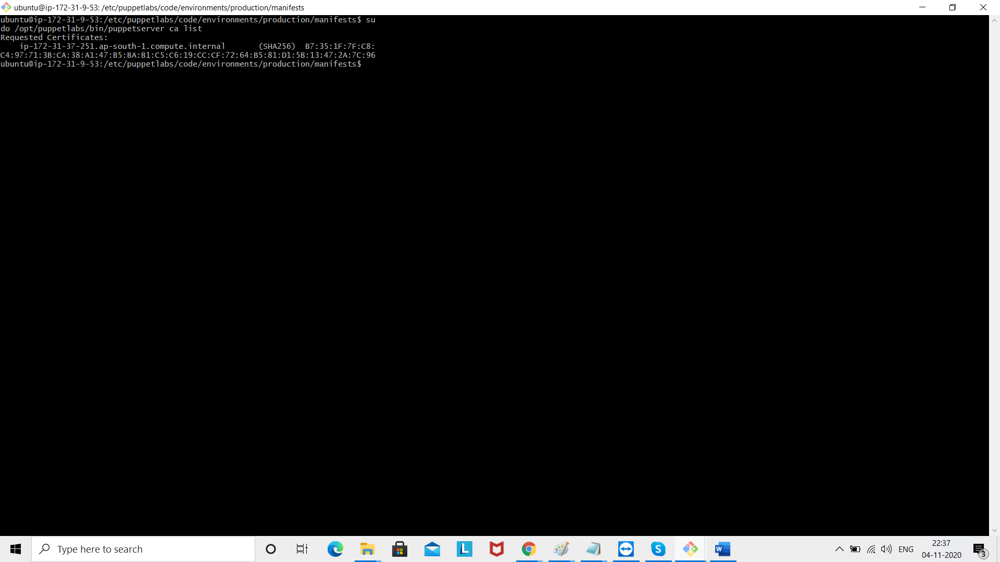 ubuntu@ip-172-31-9-53: /etc/puppetlabs/code/environments/production/manifests
ubuntu@ip-172-31-9-53:/etc/puppetlabs/code/environments/production/manifests$ su
do /opt/puppetlabs/bin/puppetserver ca list
Requested Certificates:
    ip-172-31-37-251.ap-south-1.compute.internal       (SHA256)  B7:35:1F:7F:C8:
C4:97:71:3B:CA:38:A1:47:B5:BA:B1:C5:C6:19:CC:CF:72:64:B5:81:D1:5B:13:47:2A:7C:96
ubuntu@ip-172-31-9-53:/etc/puppetlabs/code/environments/production/manifests$
Type here to search
L
S
W
ENG
22:37
04-11-2020
3